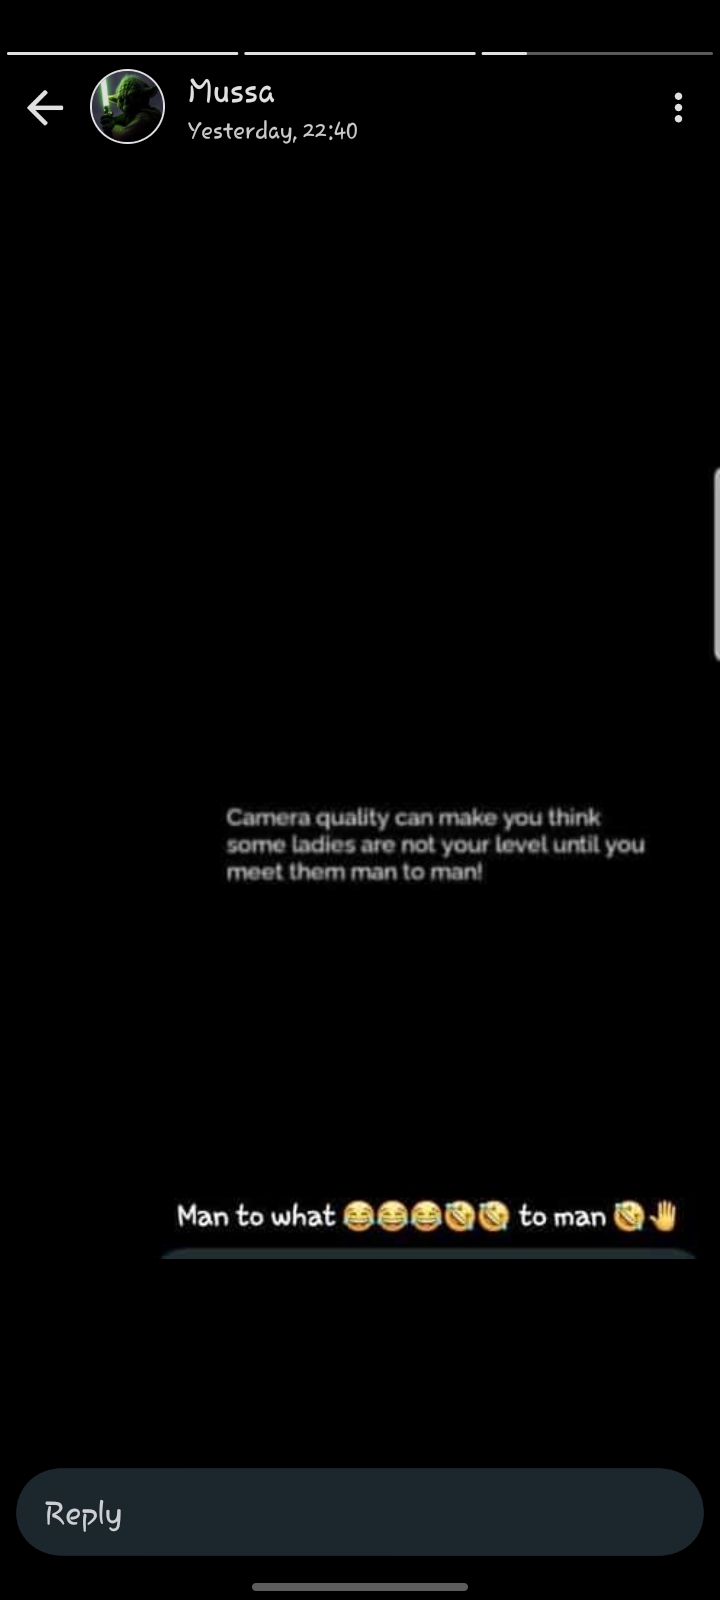 Mussa
Yesterday, 22:40
Camera quality can make you think
some ladies are not your level until you
meet them man to man!
Man to what 😂😂😂🤣🤣 to man 🤣🤚
Reply